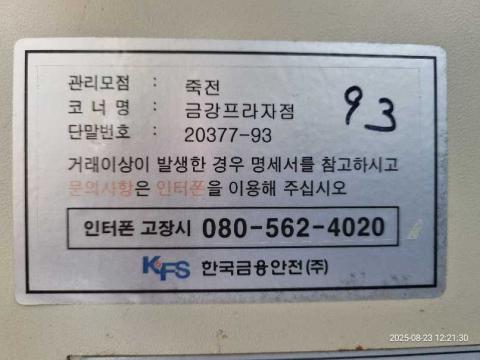 관리모점 : 죽전
코 너 명 : 금강프라자점
단말번호 : 20377-93
93
거래이상이 발생한 경우 명세서를 참고하시고
문의사항은 인터폰을 이용해 주십시오
인터폰 고장시 080-562-4020
KFS 한국금융안전(주)
2025-08-23 12:21:30